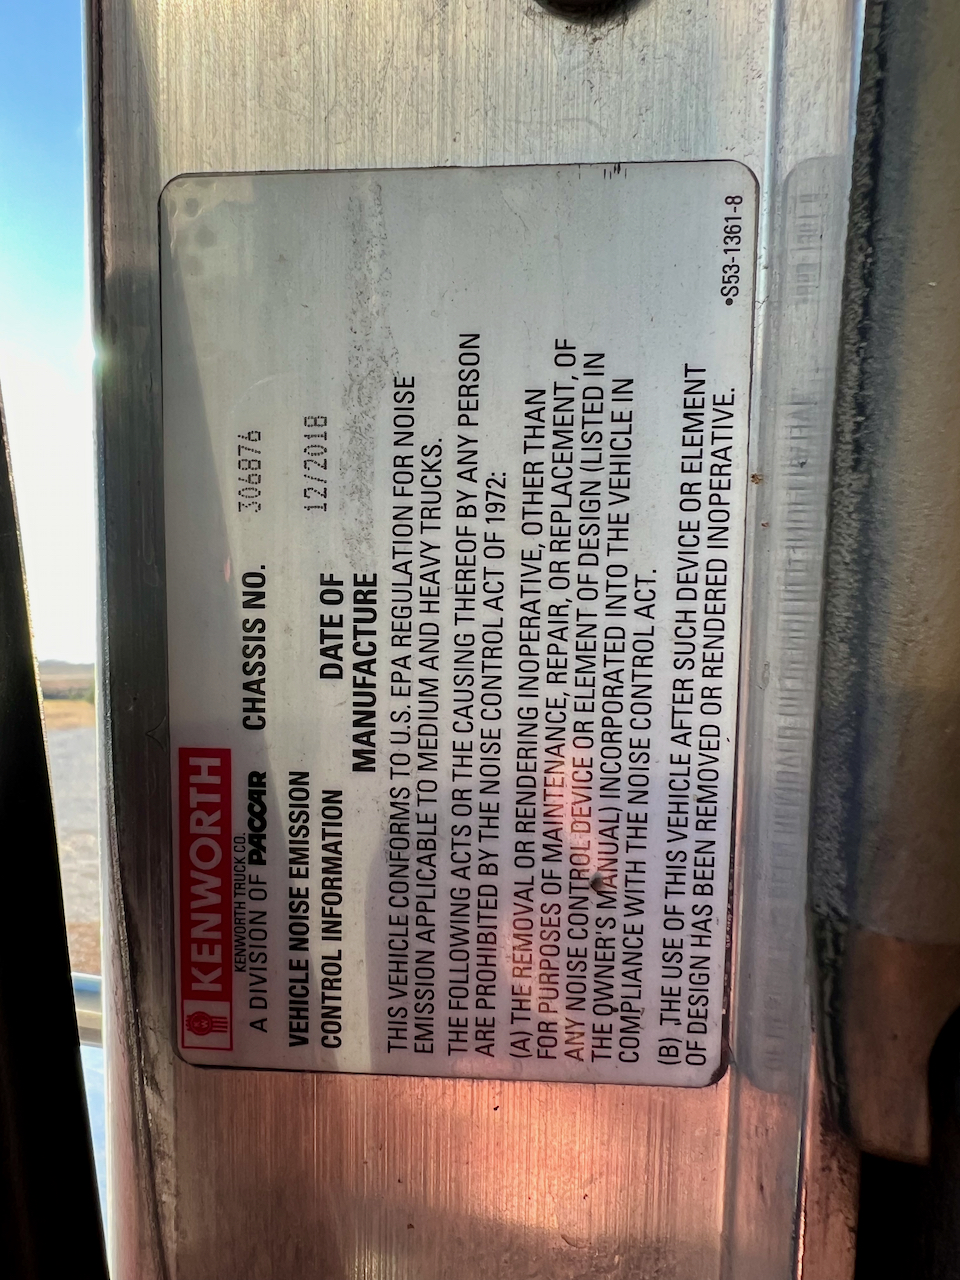 KENWORTH
KENWORTH TRUCK CO.
A DIVISION OF PACCAR
CHASSIS NO. 306876
VEHICLE NOISE EMISSION
CONTROL INFORMATION
DATE OF 12/2018
MANUFACTURE
THIS VEHICLE CONFORMS TO U.S. EPA REGULATION FOR NOISE
EMISSION APPLICABLE TO MEDIUM AND HEAVY TRUCKS.
THE FOLLOWING ACTS OR THE CAUSING THEREOF BY ANY PERSON
ARE PROHIBITED BY THE NOISE CONTROL ACT OF 1972:
(A) THE REMOVAL OR RENDERING INOPERATIVE, OTHER THAN
FOR PURPOSES OF MAINTENANCE, REPAIR, OR REPLACEMENT, OF
ANY NOISE CONTROL DEVICE OR ELEMENT OF DESIGN (LISTED IN
THE OWNER'S MANUAL) INCORPORATED INTO THE VEHICLE IN
COMPLIANCE WITH THE NOISE CONTROL ACT.
(B) THE USE OF THIS VEHICLE AFTER SUCH DEVICE OR ELEMENT
OF DESIGN HAS BEEN REMOVED OR RENDERED INOPERATIVE.
•S53-1361-8